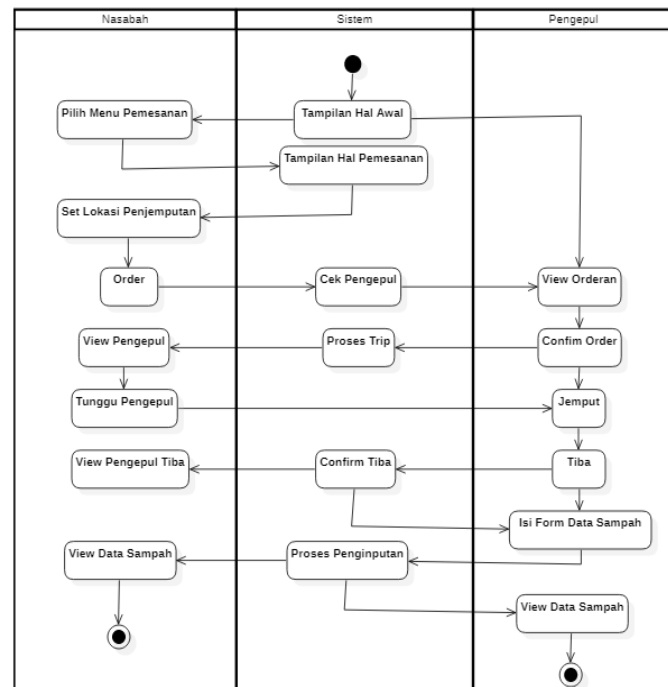 Nasabah
Sistem
Pengepul
Pilih Menu Pemesanan
Tampilan Hal Awal
Tampilan Hal Pemesanan
Set Lokasi Penjemputan
Order
Cek Pengepul
View Orderan
View Pengepul
Proses Trip
Confim Order
Tunggu Pengepul
Jemput
View Pengepul Tiba
Confirm Tiba
Tiba
Isi Form Data Sampah
View Data Sampah
Proses Penginputan
View Data Sampah